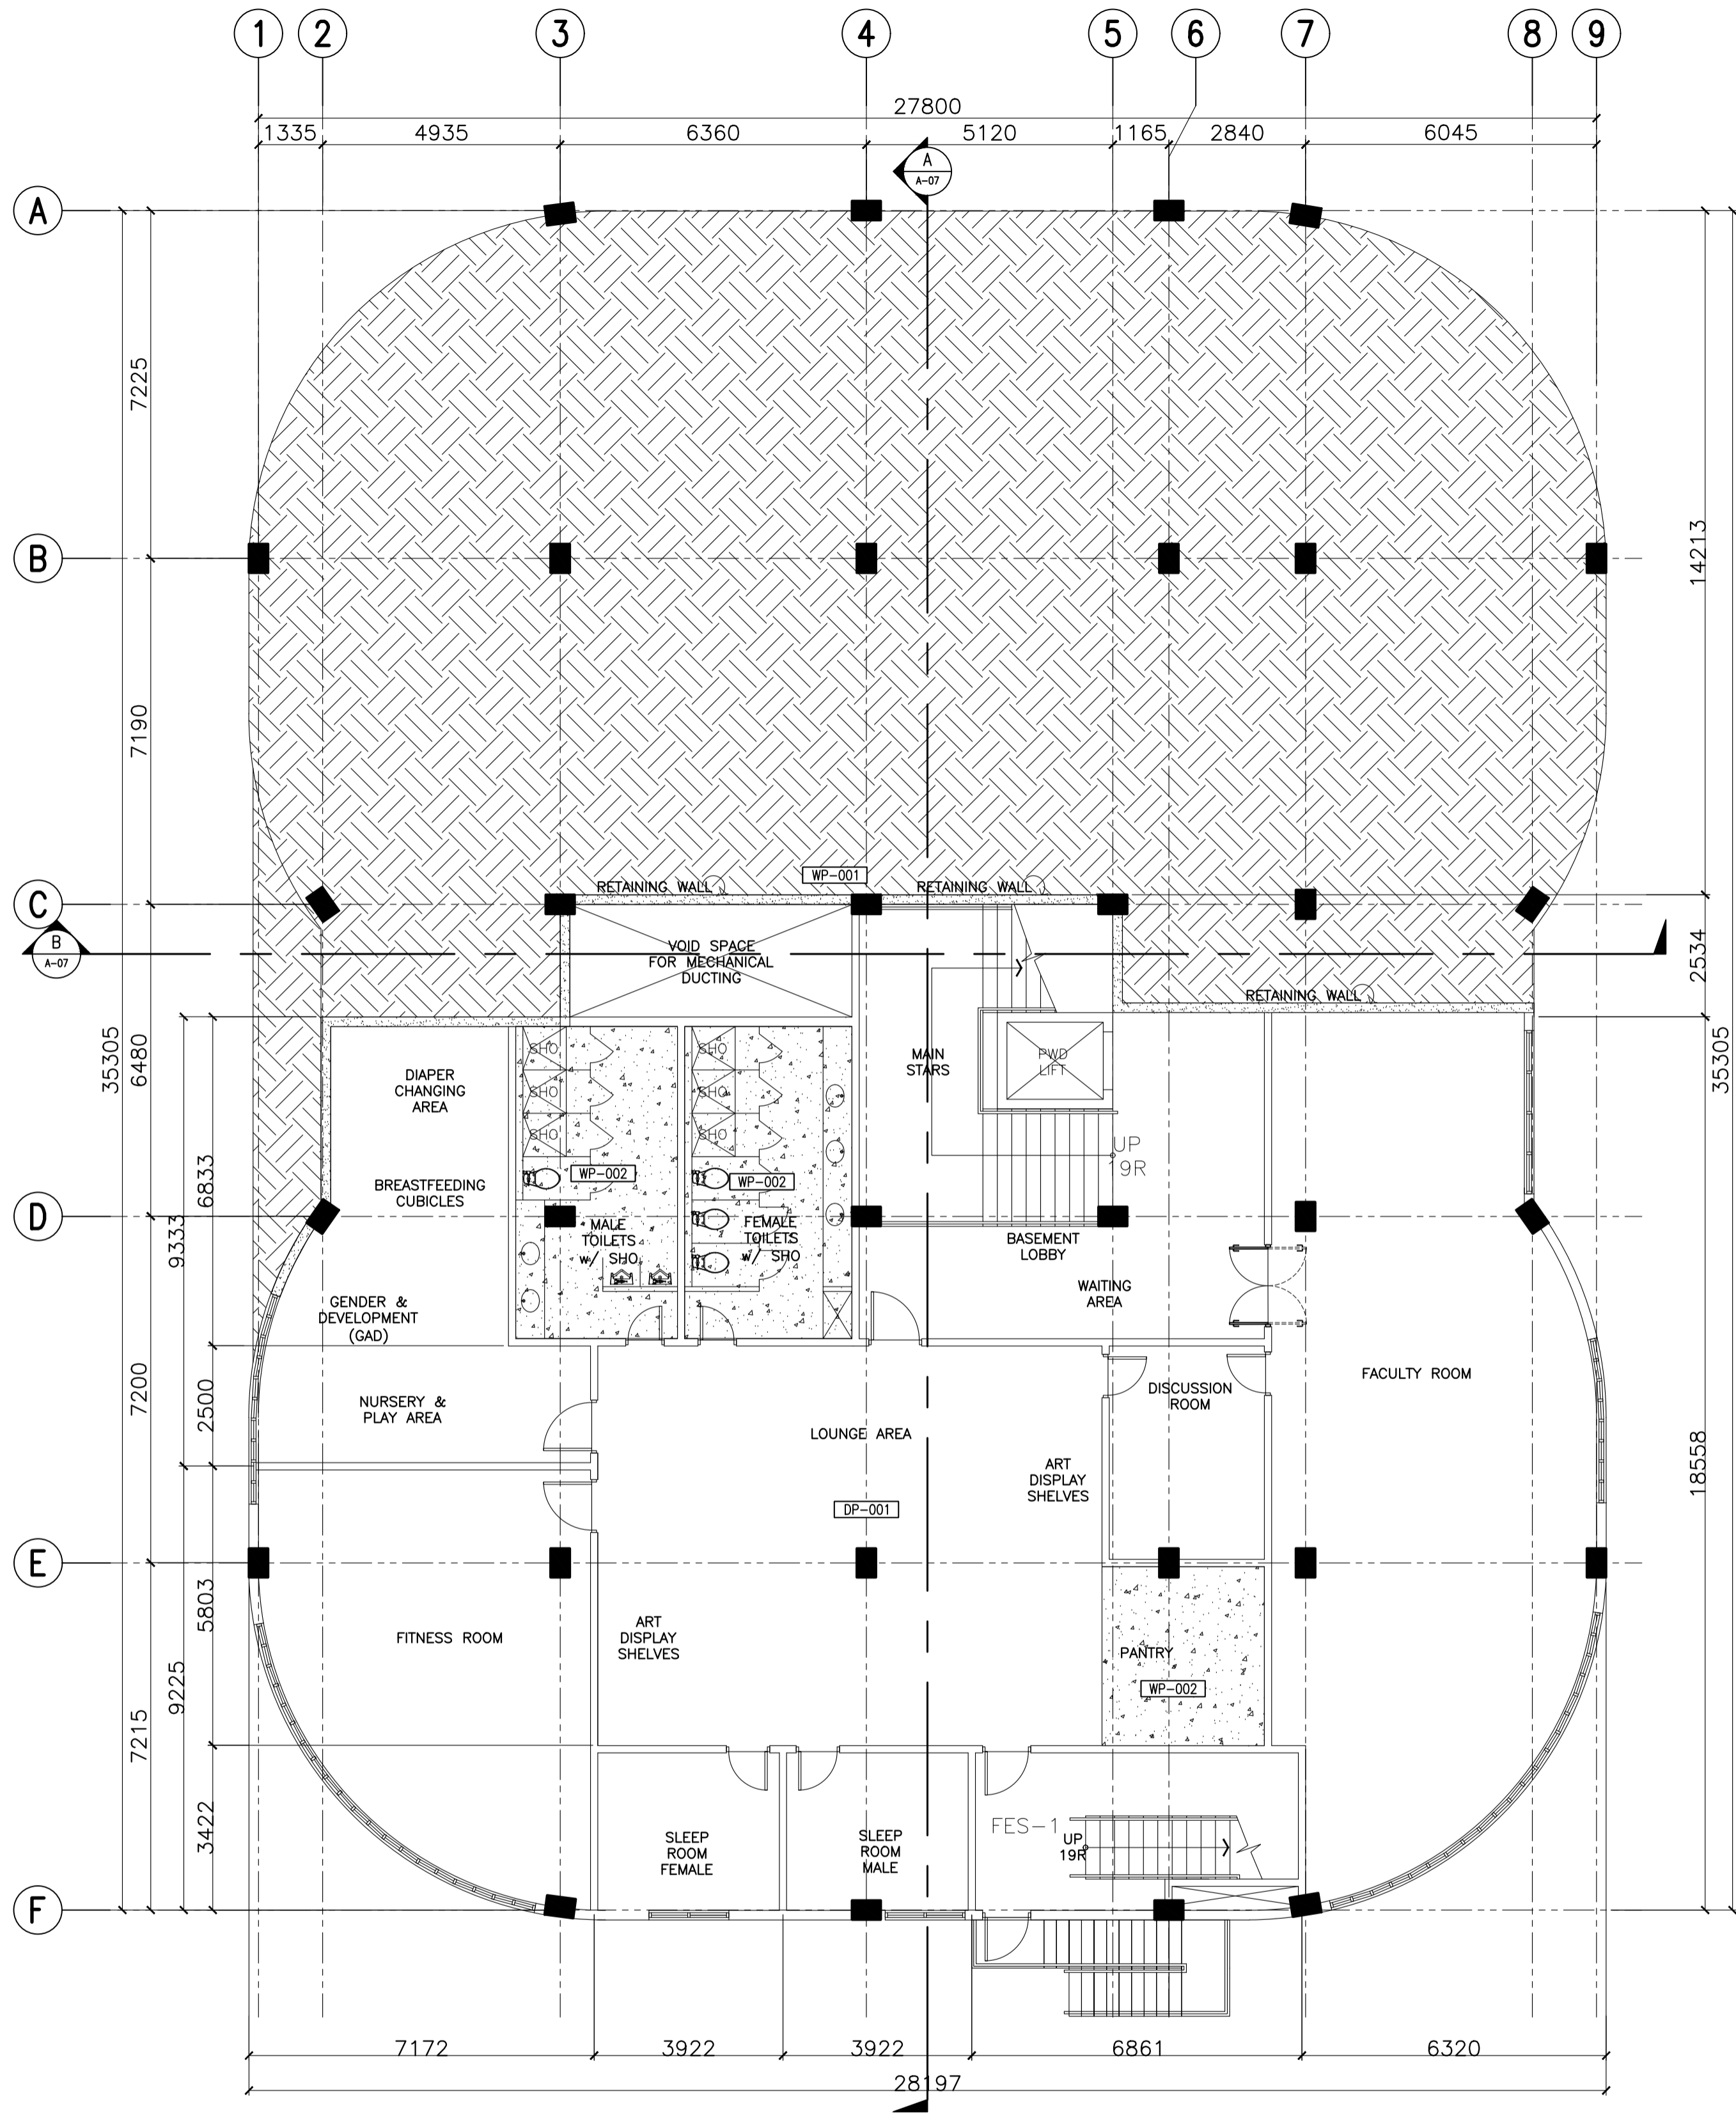 1 2 3 4 5 6 7 8 9
27800
1335 4935 6360 5120 1165 2840 6045
A
A-07
A
7225
B
14213
7190
WP-001
RETAINING WALL RETAINING WALL
C
B
A-07
VOID SPACE
FOR MECHANICAL
DUCTING
2534
RETAINING WALL
35305
6480
35305
DIAPER
CHANGING
AREA
SHO
SHO
SHO
SHO
SHO
SHO
MAIN
STARS
PWD
LIFT
UP
19R
6833
BREASTFEEDING
CUBICLES
WP-002
WP-002
D
9333
MALE
TOILETS
w/ SHO
FEMALE
TOILETS
w/ SHO
BASEMENT
LOBBY
WAITING
AREA
GENDER &
DEVELOPMENT
(GAD)
7200
2500
NURSERY &
PLAY AREA
LOUNGE AREA
DISCUSSION
ROOM
FACULTY ROOM
ART
DISPLAY
SHELVES
18558
DP-001
E
5803
FITNESS ROOM
ART
DISPLAY
SHELVES
PANTRY
WP-002
9225
7215
3422
SLEEP
ROOM
FEMALE
SLEEP
ROOM
MALE
FES-1
UP
19R
F
7172 3922 3922 6861 6320
28197